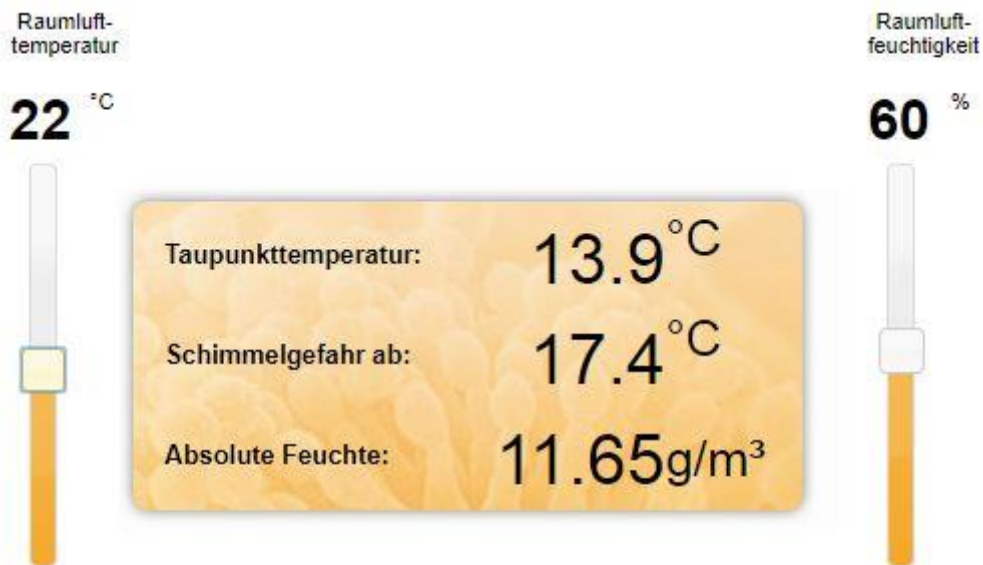 Raumluft-
temperatur
22 °C
Raumluft-
feuchtigkeit
60 %
Taupunkttemperatur: 13.9°C
Schimmelgefahr ab: 17.4°C
Absolute Feuchte: 11.65g/m³